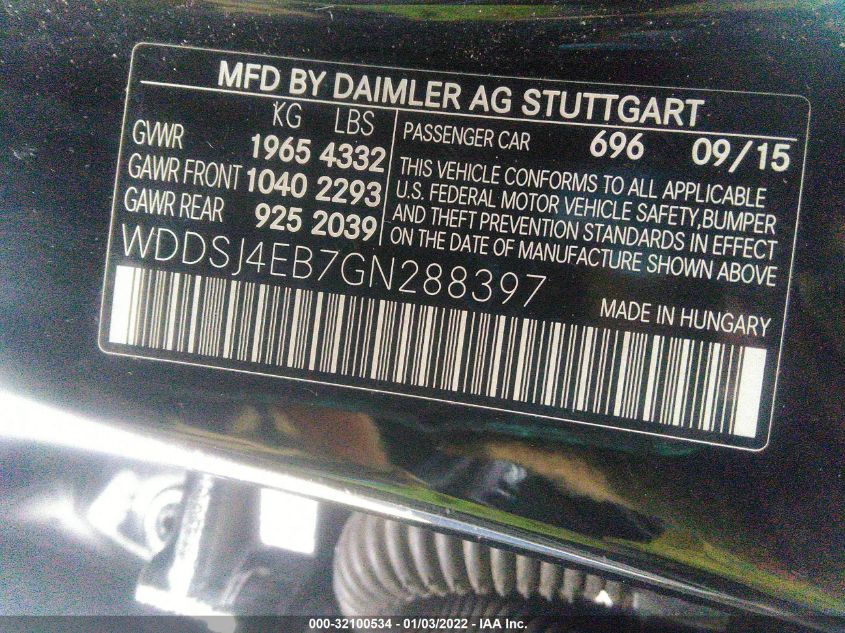 MFD BY DAIMLER AG STUTTGART
KG LBS
GVWR 1965 4332
GAWR FRONT 1040 2293
GAWR REAR 925 2039
PASSENGER CAR 696 09/15
THIS VEHICLE CONFORMS TO ALL APPLICABLE
U.S. FEDERAL MOTOR VEHICLE SAFETY,BUMPER
AND THEFT PREVENTION STANDARDS IN EFFECT
ON THE DATE OF MANUFACTURE SHOWN ABOVE
WDDSJ4EB7GN288397
MADE IN HUNGARY
000-32100534 - 01/03/2022 - IAA Inc.